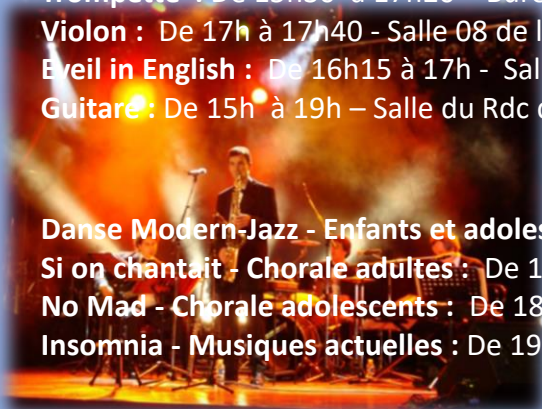 Violon : De 17h à 17h40 - Salle 08 de l
Eveil in English : De 16h15 à 17h - Sal
Guitare : De 15h à 19h – Salle du Rdc
Danse Modern-Jazz - Enfants et adoles
Si on chantait - Chorale adultes : De 1
No Mad - Chorale adolescents : De 18
Insomnia - Musiques actuelles : De 19